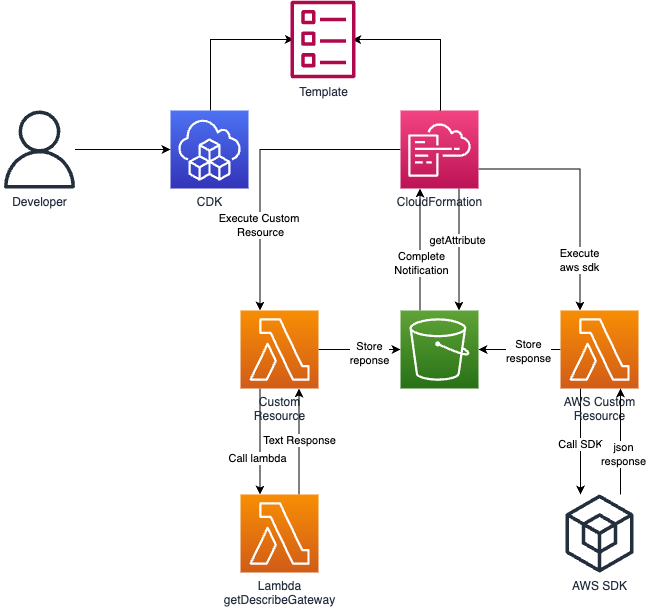 Template
Developer
CDK
CloudFormation
Execute Custom
Resource
getAttribute
Complete
Notification
Execute
aws sdk
Store
reponse
Store
response
Custom
Resource
AWS Custom
Resource
Text Response
Call lambda
Call SDK
json
response
Lambda
getDescribeGateway
AWS SDK